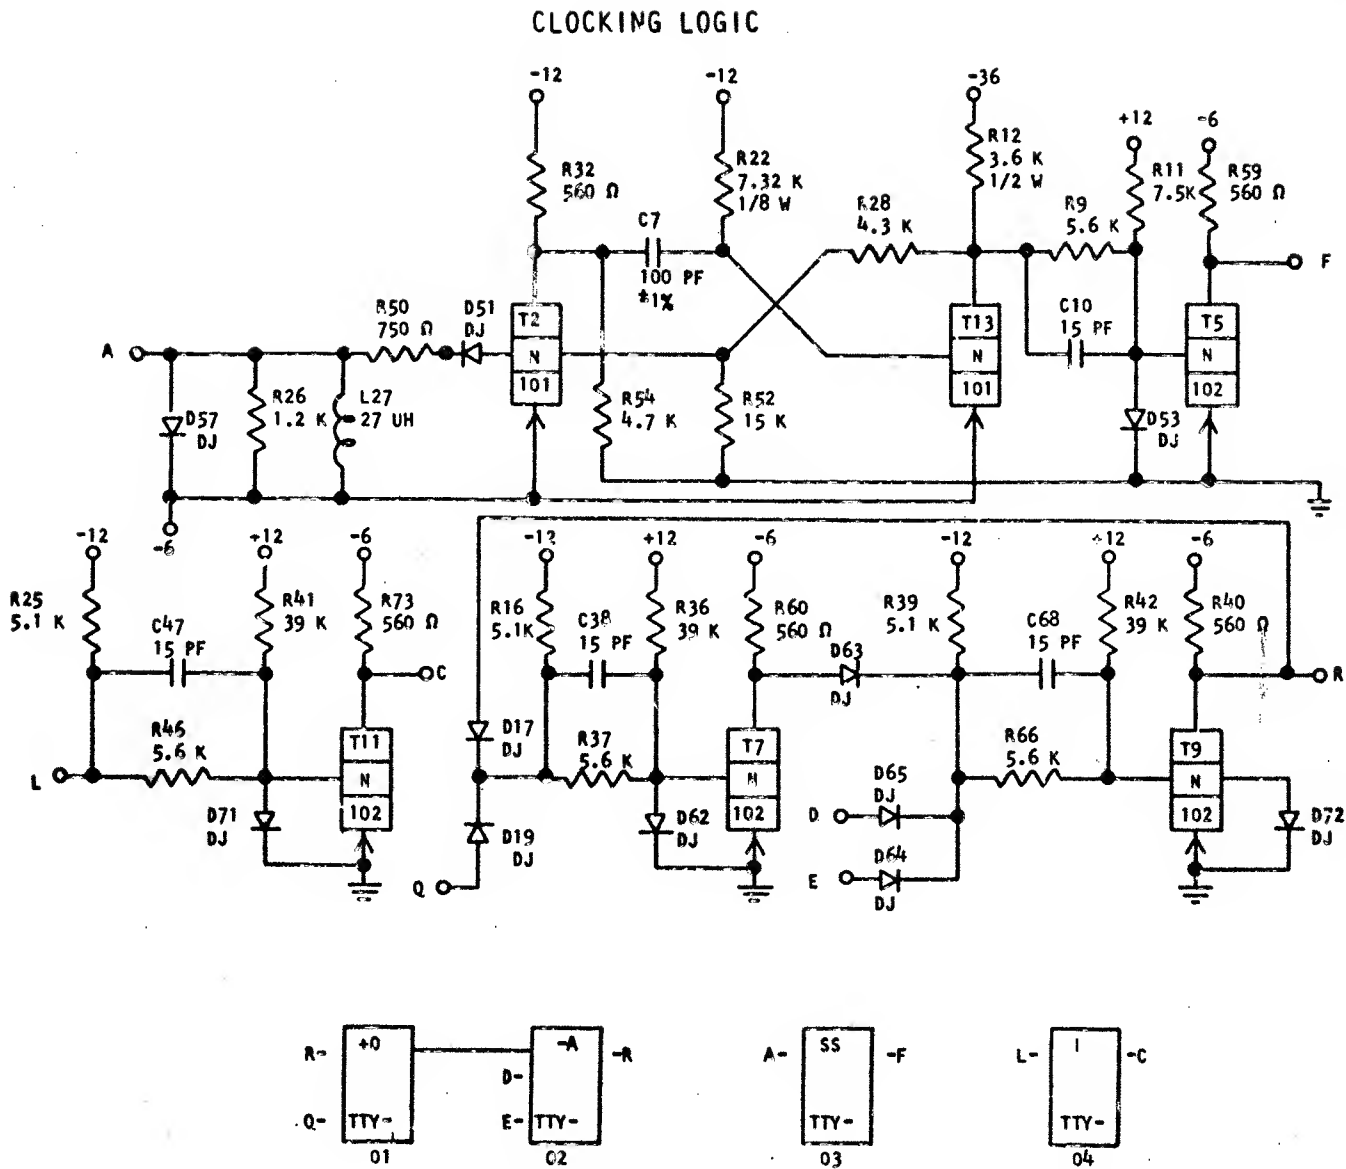 CLOCKING LOGIC
-12
-12
-36
+12
-6
R32
560 Ω
R22
7.32 K
1/8 W
R12
3.6 K
1/2 W
R11
7.5K
R59
560 Ω
C7
100 PF
±1%
R28
4.3 K
R9
5.6 K
F
R50
750 Ω
D51
DJ
T2
N
101
T13
N
101
C10
15 PF
T5
N
102
A
D57
DJ
R26
1.2 K
L27
27 UH
R54
4.7 K
R52
15 K
D53
DJ
-6
-12
+12
-6
-12
+12
-6
-12
+12
-6
R25
5.1 K
C47
15 PF
R41
39 K
R73
560 Ω
R16
5.1K
C38
15 PF
R36
39 K
R60
560 Ω
R39
5.1 K
C68
15 PF
R42
39 K
R40
560 Ω
C
D63
DJ
R
R46
5.6 K
T11
N
102
D17
DJ
R37
5.6 K
T7
N
102
R66
5.6 K
T9
N
102
L
D71
DJ
D19
DJ
D62
DJ
D
D65
DJ
D72
DJ
Q
E
D64
DJ
R-
+O
-A
-R
D-
Q-
TTY-
E-
TTY-
01
02
A-
SS
-F
TTY-
03
L-
I
-C
TTY-
04